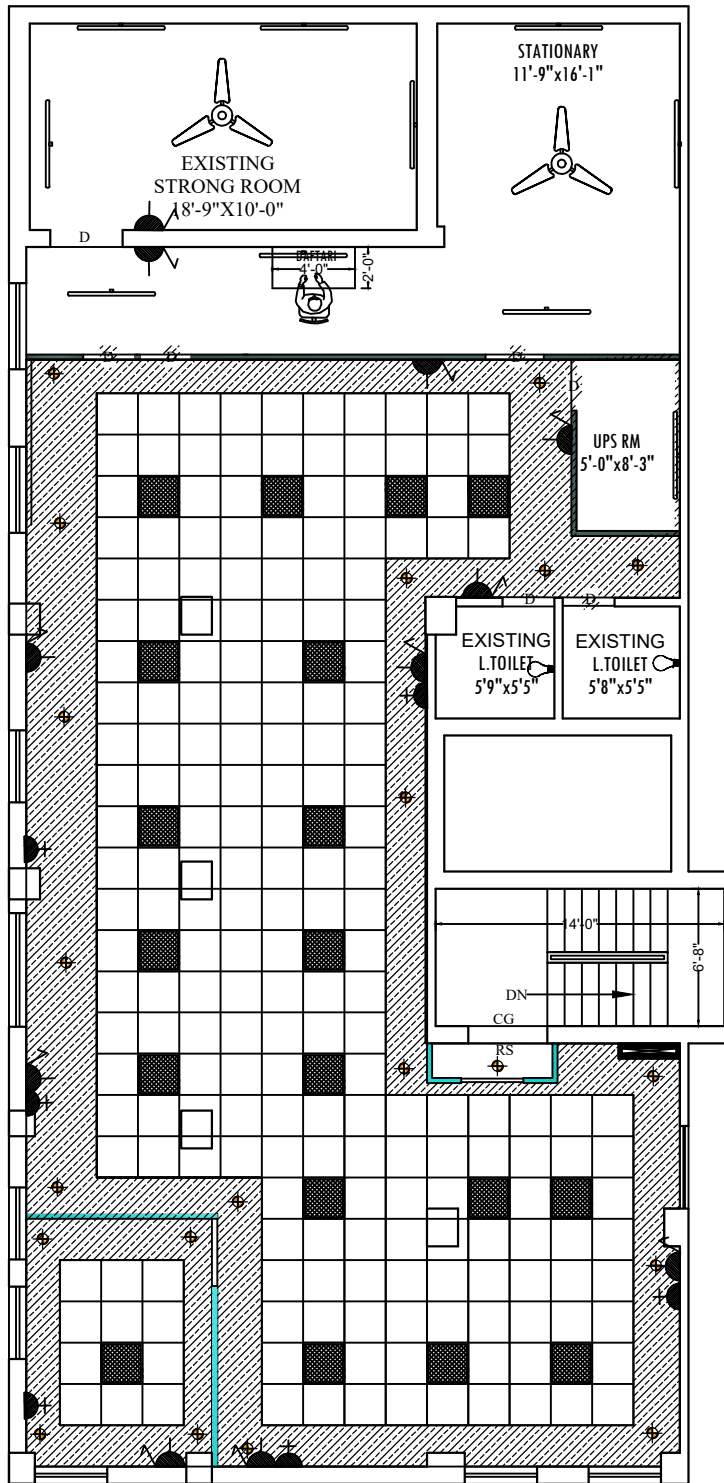 STATIONARY
11'-9"x16'-1"
EXISTING
STRONG ROOM
18'-9"X10'-0"
D
DAFTARI
4'-0"
2'-0"
D
D
D
D
UPS RM
5'-0"x8'-3"
D
D
EXISTING
L.TOILET
5'9"x5'5"
EXISTING
L.TOILET
5'8"x5'5"
14'-0"
6'-8"
DN
CG
RS